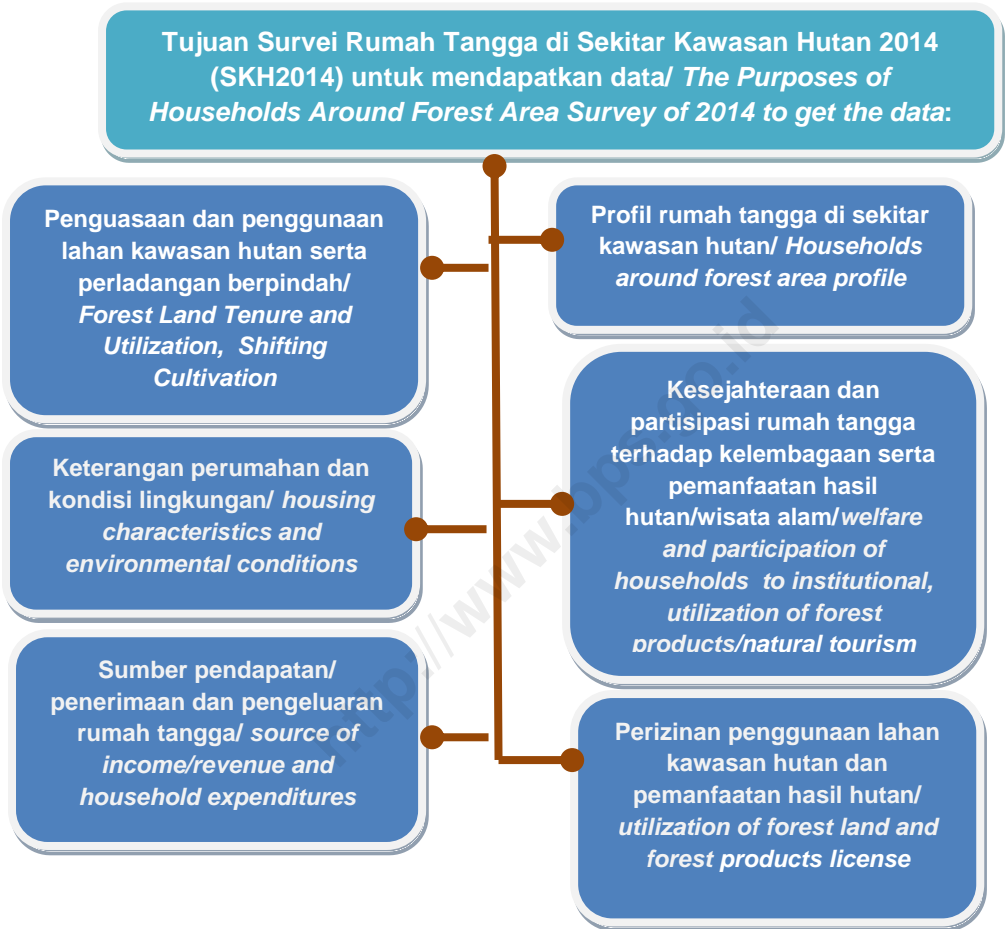 Tujuan Survei Rumah Tangga di Sekitar Kawasan Hutan 2014
(SKH2014) untuk mendapatkan data/ The Purposes of
Households Around Forest Area Survey of 2014 to get the data:
Penguasaan dan penggunaan
lahan kawasan hutan serta
perladangan berpindah/
Forest Land Tenure and
Utilization, Shifting
Cultivation
Profil rumah tangga di sekitar
kawasan hutan/ Households
around forest area profile
Keterangan perumahan dan
kondisi lingkungan/ housing
characteristics and
environmental conditions
Kesejahteraan dan
partisipasi rumah tangga
terhadap kelembagaan serta
pemanfaatan hasil
hutan/wisata alam/welfare
and participation of
households to institutional,
utilization of forest
products/natural tourism
Sumber pendapatan/
penerimaan dan pengeluaran
rumah tangga/ source of
income/revenue and
household expenditures
Perizinan penggunaan lahan
kawasan hutan dan
pemanfaatan hasil hutan/
utilization of forest land and
forest products license
http://www.bps.go.id